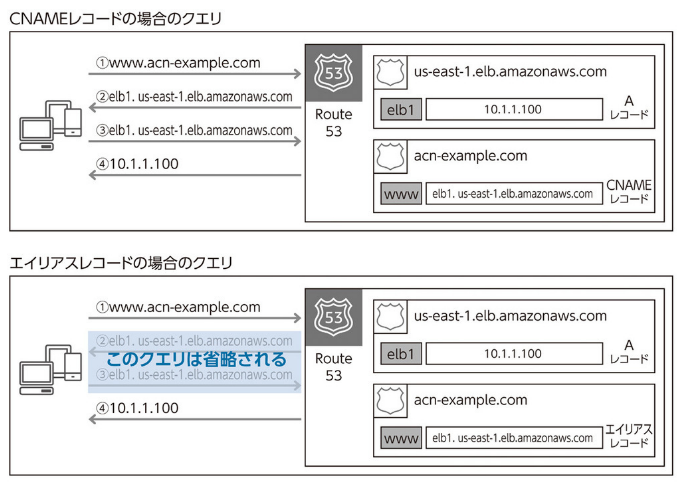 CNAMEレコードの場合のクエリ
①www.acn-example.com
②elb1. us-east-1.elb.amazonaws.com
③elb1. us-east-1.elb.amazonaws.com
④10.1.1.100
53
Route
53
us-east-1.elb.amazonaws.com
elb1
10.1.1.100
A
レコード
acn-example.com
www
elb1. us-east-1.elb.amazonaws.com
CNAME
レコード
エイリアスレコードの場合のクエリ
①www.acn-example.com
②elb1. us-east-1.elb.amazonaws.com
このクエリは省略される
③elb1. us-east-1.elb.amazonaws.com
④10.1.1.100
53
Route
53
us-east-1.elb.amazonaws.com
elb1
10.1.1.100
A
レコード
acn-example.com
www
elb1. us-east-1.elb.amazonaws.com
エイリアス
レコード